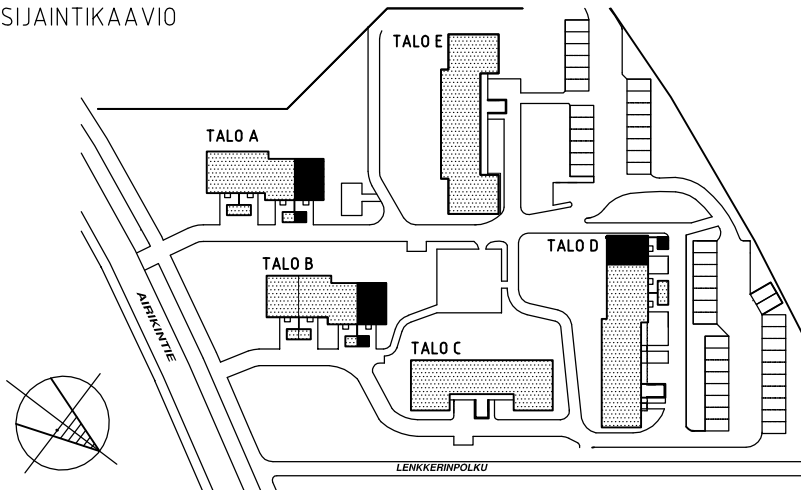 SIJAINTIKAAVIO
TALO E
TALO A
TALO D
TALO B
AIRIKINTIE
TALO C
LENKKERINPOLKU